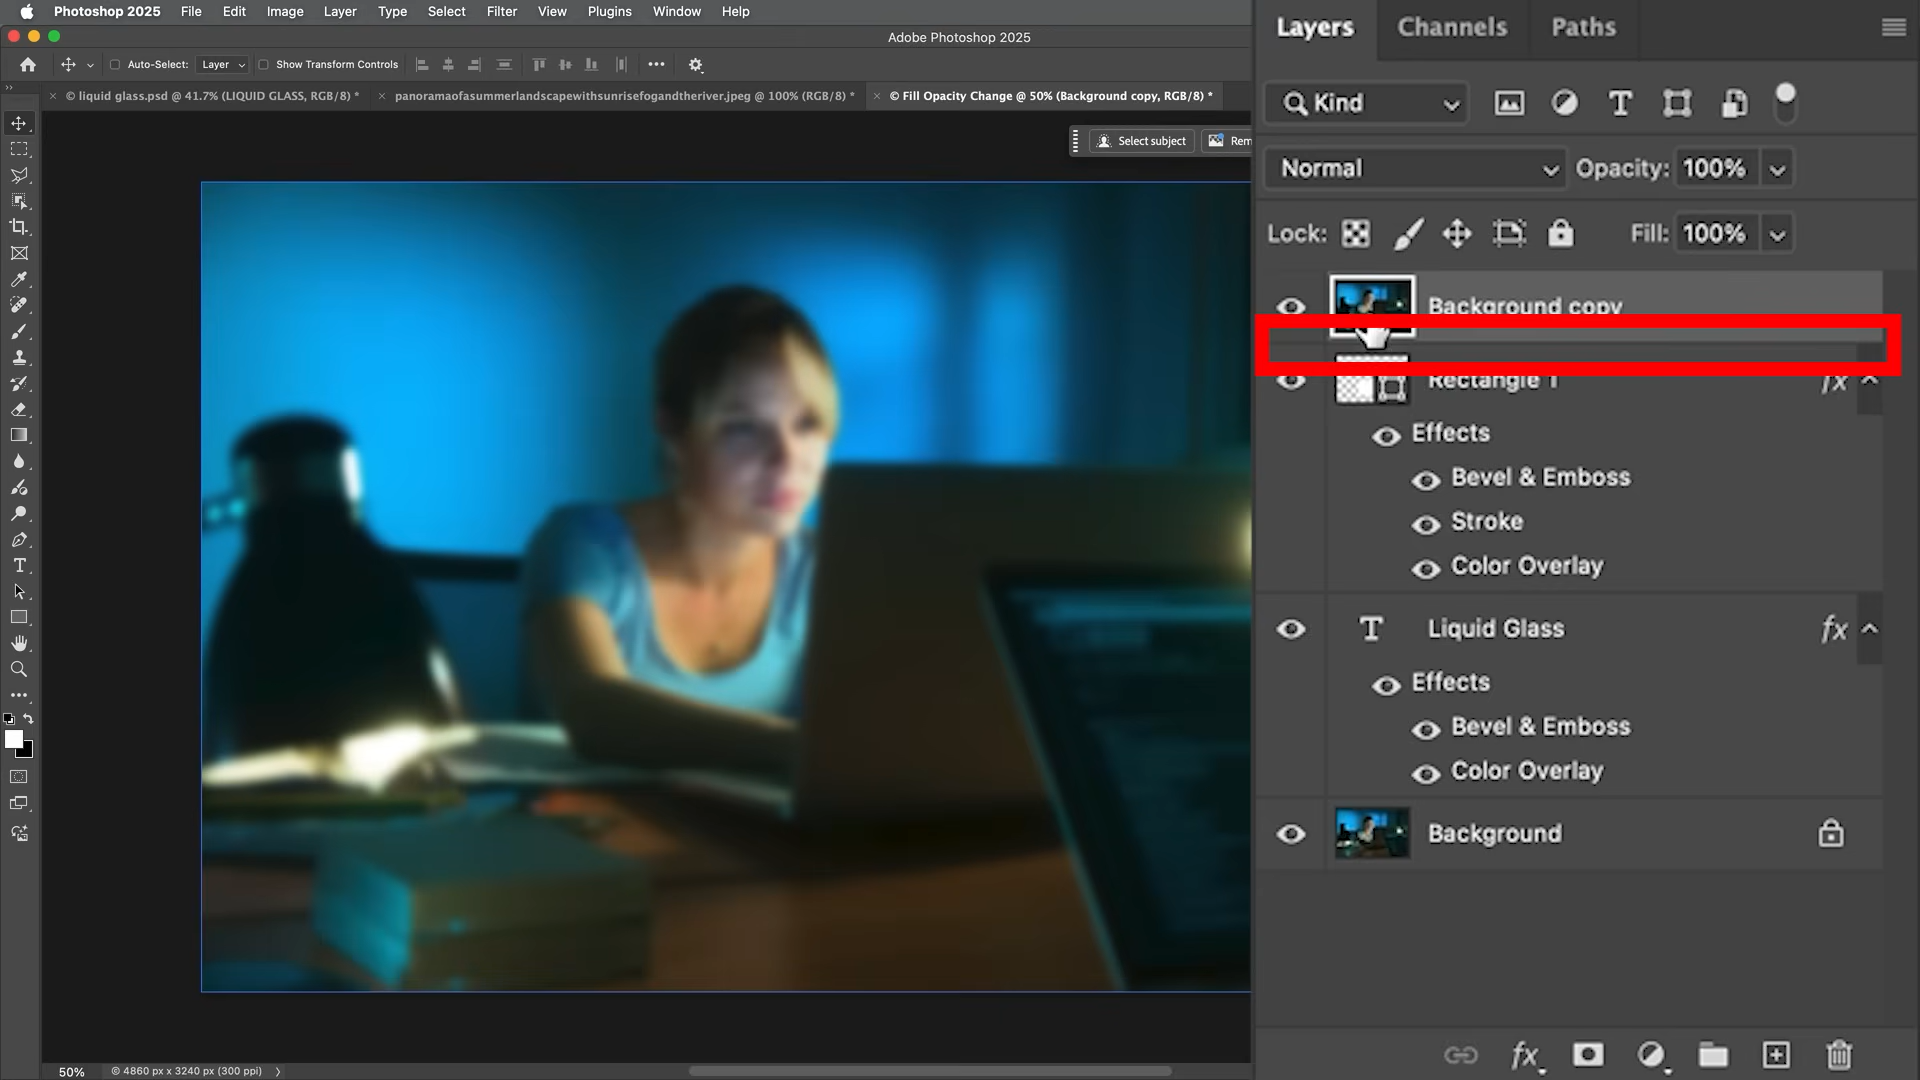 Photoshop 2025 File Edit Image Layer Type Select Filter View Plugins Window Help
Adobe Photoshop 2025
Auto-Select: Layer Show Transform Controls
© liquid glass.psd @ 41.7% (LIQUID GLASS, RGB/8) *
panoramaofasummerlandscapewithsunrisefogandtheriver.jpeg @ 100% (RGB/8) *
© Fill Opacity Change @ 50% (Background copy, RGB/8) *
Select subject
Rem
Layers Channels Paths
Kind
Normal Opacity: 100%
Lock: Fill: 100%
Background copy
Rectangle 1 fx
Effects
Bevel & Emboss
Stroke
Color Overlay
T Liquid Glass fx
Effects
Bevel & Emboss
Color Overlay
Background
fx
50% © 4860 px x 3240 px (300 ppi)